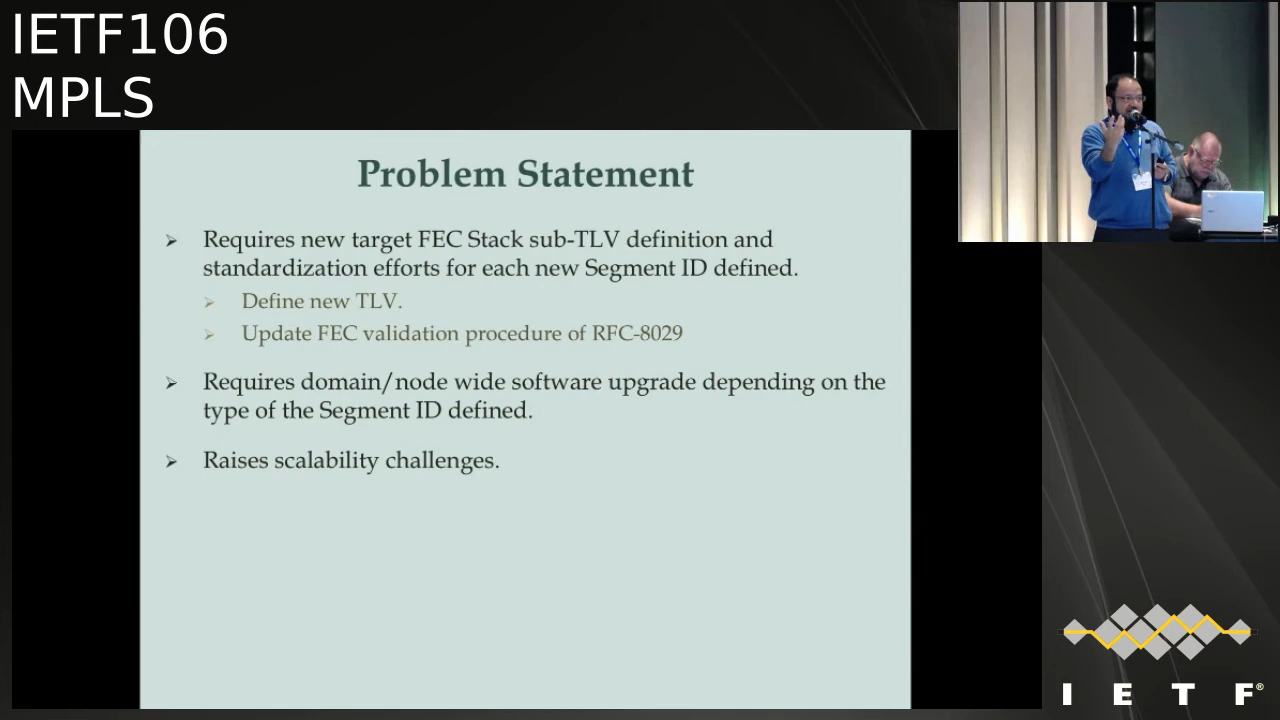 IETF106
MPLS
Problem Statement
Requires new target FEC Stack sub-TLV definition and
standardization efforts for each new Segment ID defined.
Define new TLV.
Update FEC validation procedure of RFC-8029
Requires domain/node wide software upgrade depending on the
type of the Segment ID defined.
Raises scalability challenges.
I E T F®